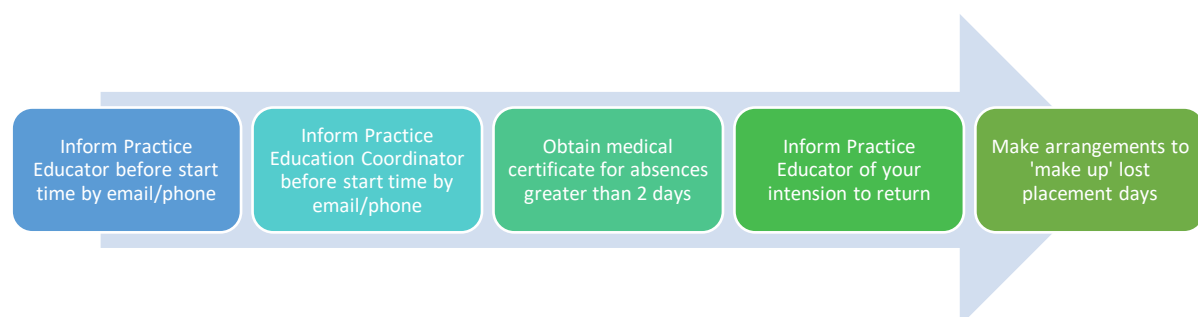 Inform Practice
Educator before start
time by email/phone
Inform Practice
Education Coordinator
before start time by
email/phone
Obtain medical
certificate for absences
greater than 2 days
Inform Practice
Educator of your
intension to return
Make arrangements to
'make up' lost
placement days